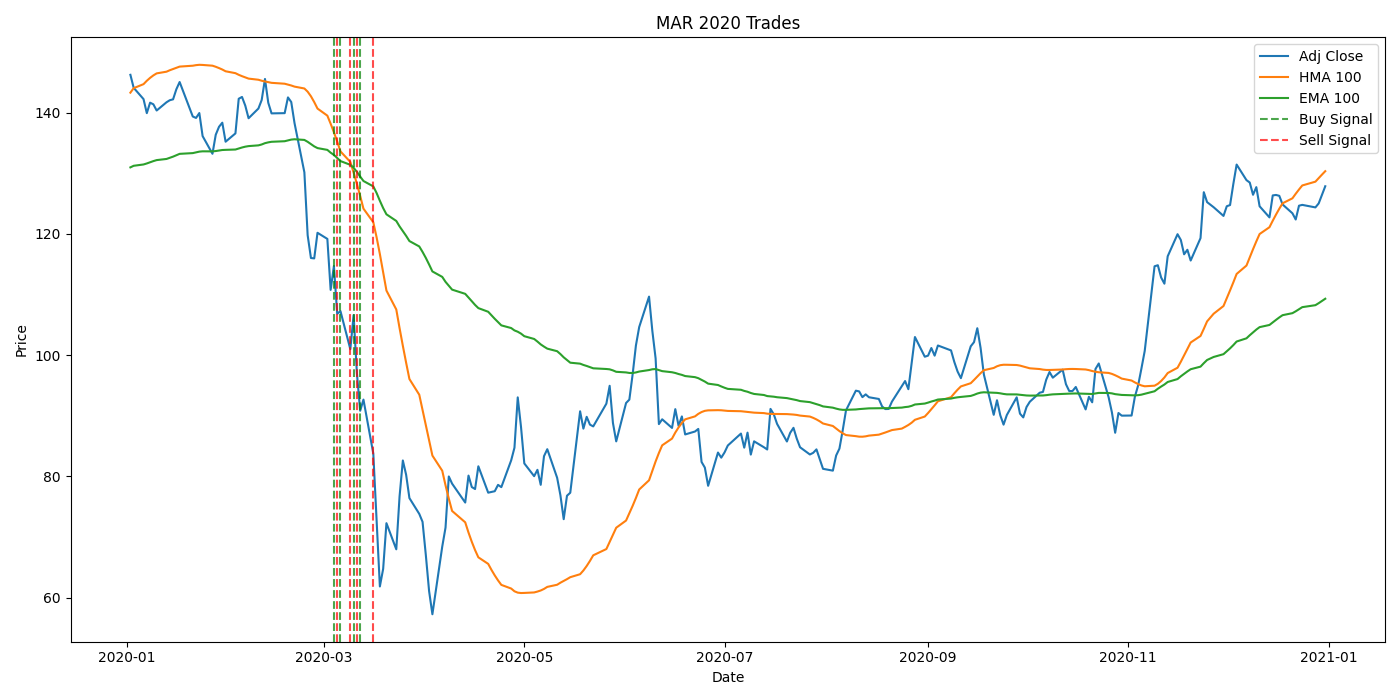 MAR 2020 Trades
Adj Close
HMA 100
EMA 100
Buy Signal
Sell Signal
Price
140
120
100
80
60
2020-01
2020-03
2020-05
2020-07
2020-09
2020-11
2021-01
Date